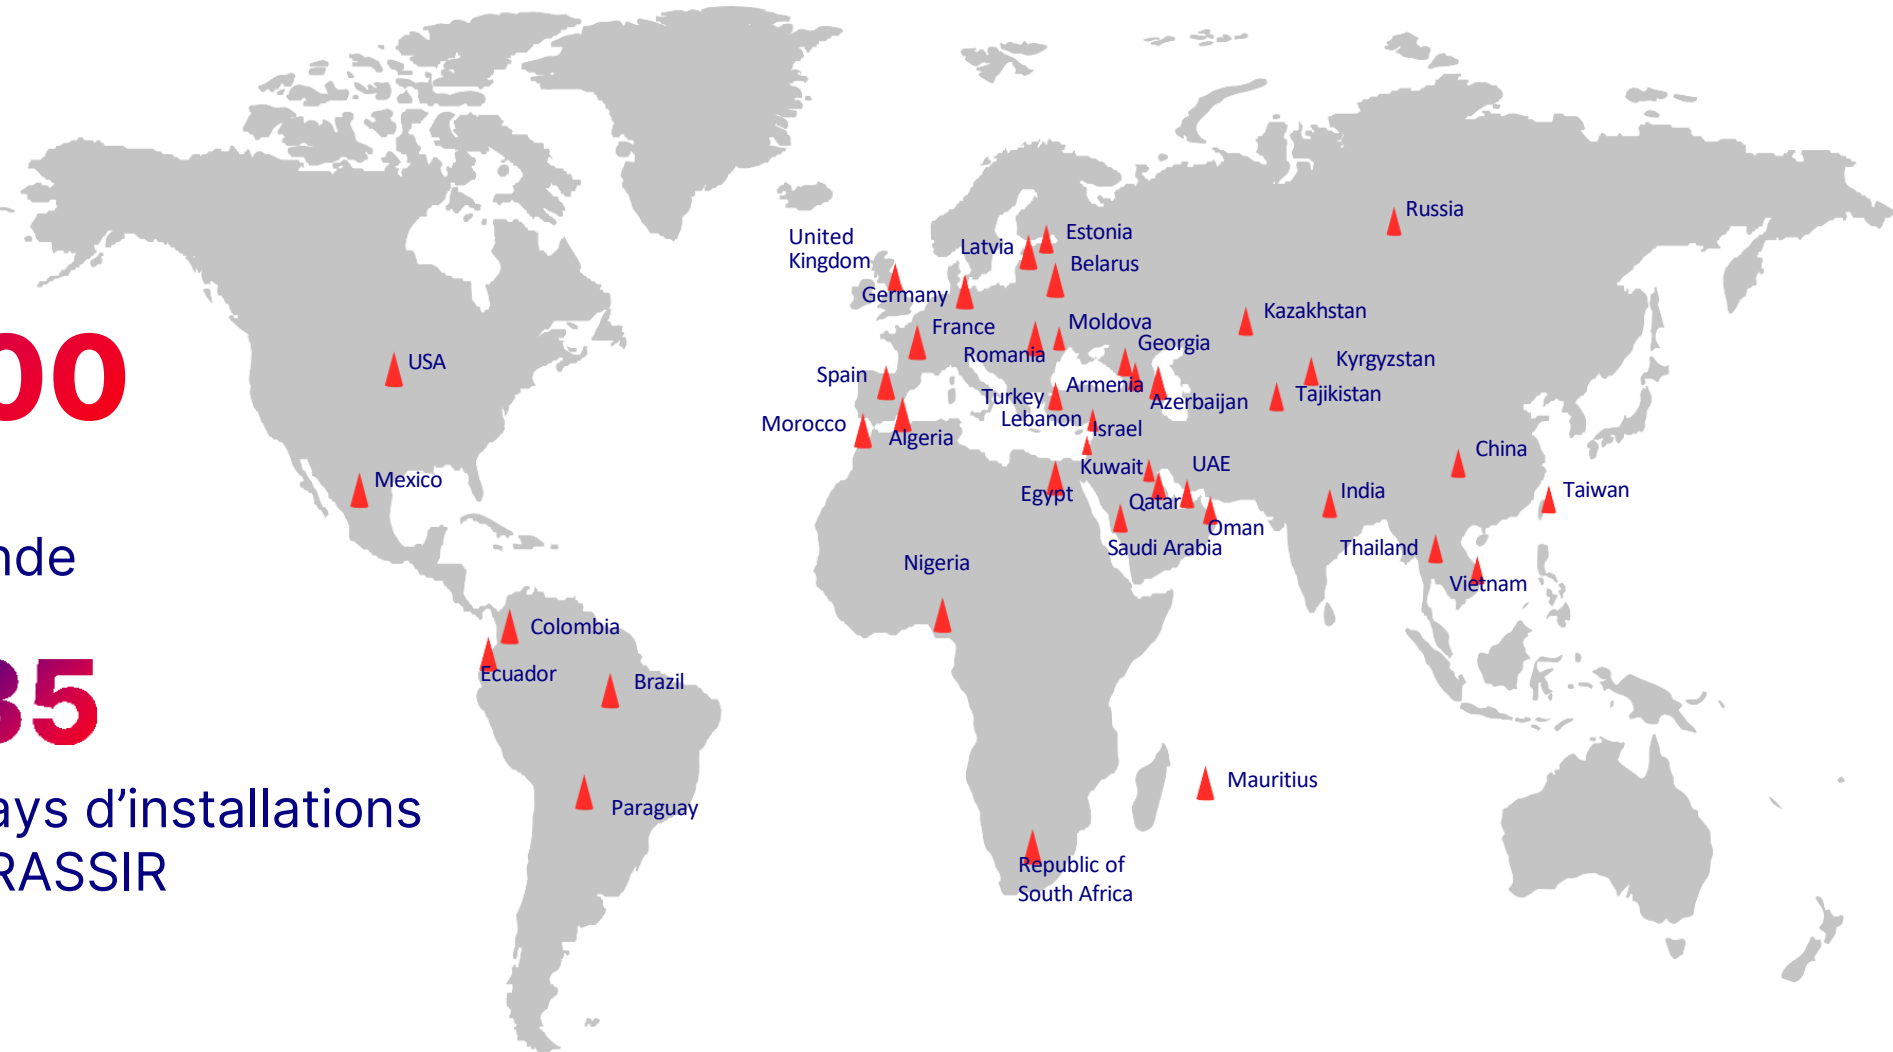 Russia
United
Kingdom
Latvia
Estonia
Belarus
Germany
Kazakhstan
France
Moldova
Georgia
Romania
Kyrgyzstan
USA
Spain
Turkey
Armenia
Azerbaijan
Tajikistan
Lebanon
Morocco
Algeria
Israel
China
Kuwait
UAE
Mexico
Egypt
Qatar
India
Taiwan
Oman
Saudi Arabia
Thailand
Nigeria
Vietnam
Colombia
Ecuador
Brazil
Mauritius
Paraguay
Republic of
South Africa
00
nde
35
ays d’installations
RASSIR